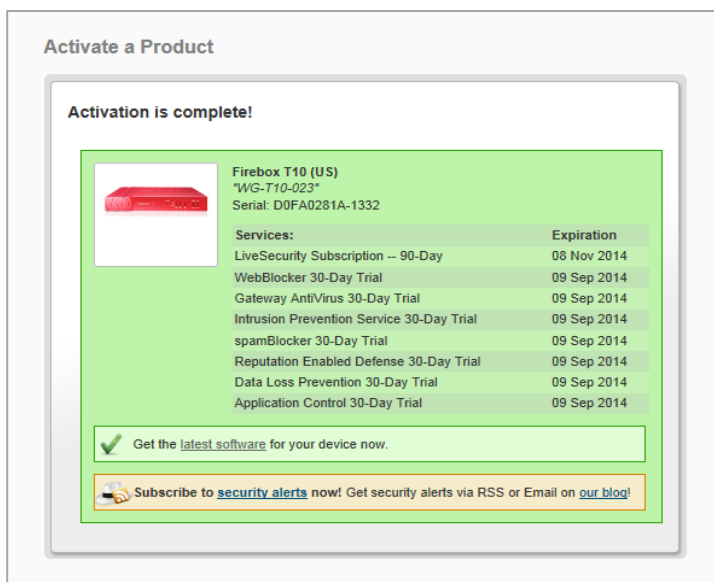 Activate a Product
Activation is complete!
Firebox T10 (US)
"WG-T10-023"
Serial: D0FA0281A-1332
Services: Expiration
LiveSecurity Subscription -- 90-Day 08 Nov 2014
WebBlocker 30-Day Trial 09 Sep 2014
Gateway AntiVirus 30-Day Trial 09 Sep 2014
Intrusion Prevention Service 30-Day Trial 09 Sep 2014
spamBlocker 30-Day Trial 09 Sep 2014
Reputation Enabled Defense 30-Day Trial 09 Sep 2014
Data Loss Prevention 30-Day Trial 09 Sep 2014
Application Control 30-Day Trial 09 Sep 2014
Get the latest software for your device now.
Subscribe to security alerts now! Get security alerts via RSS or Email on our blog!